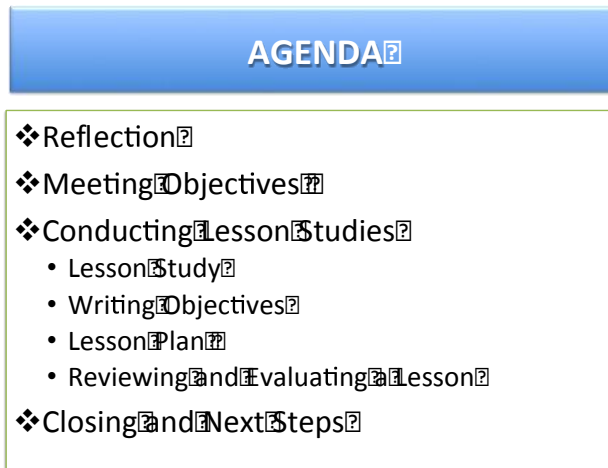 AGENDA
❖Reflection
❖Meeting Objectives
❖Conducting Lesson Studies
• Lesson Study
• Writing Objectives
• Lesson Plan
• Reviewing and Evaluating a Lesson
❖Closing and Next Steps